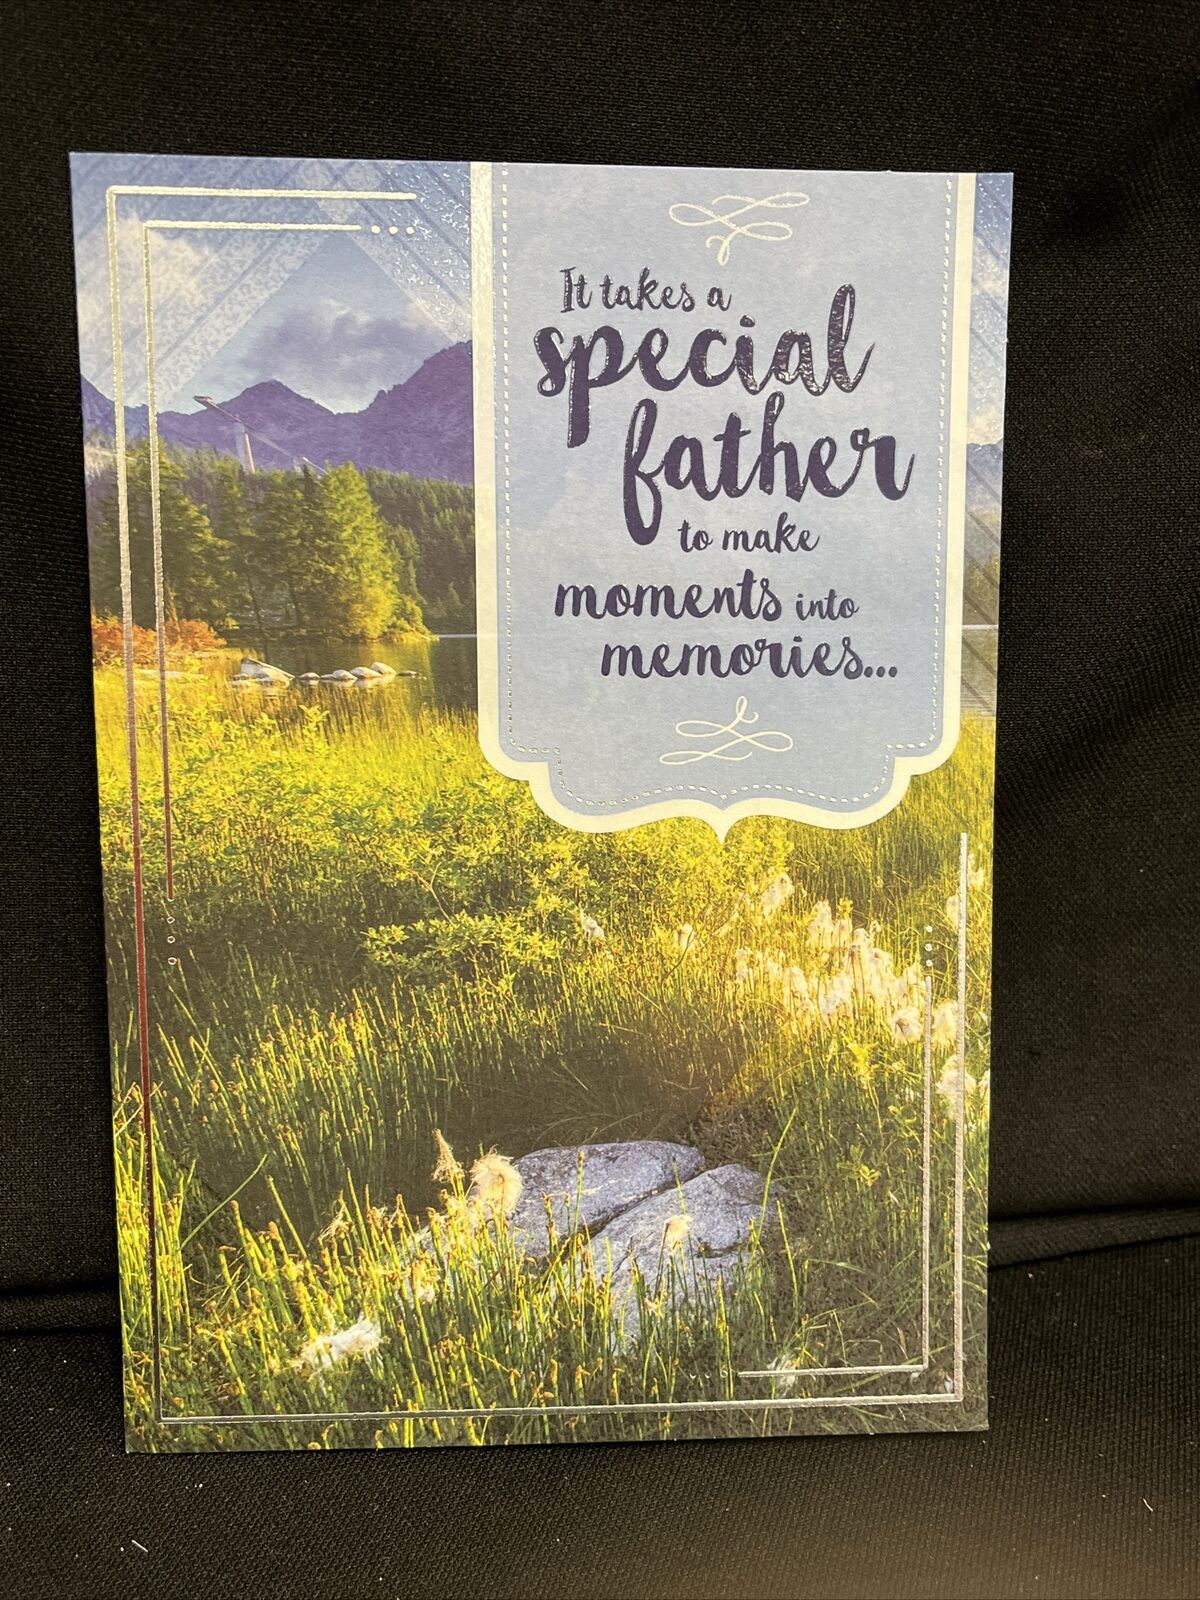 It takes a
special
father
to make
moments into
memories...